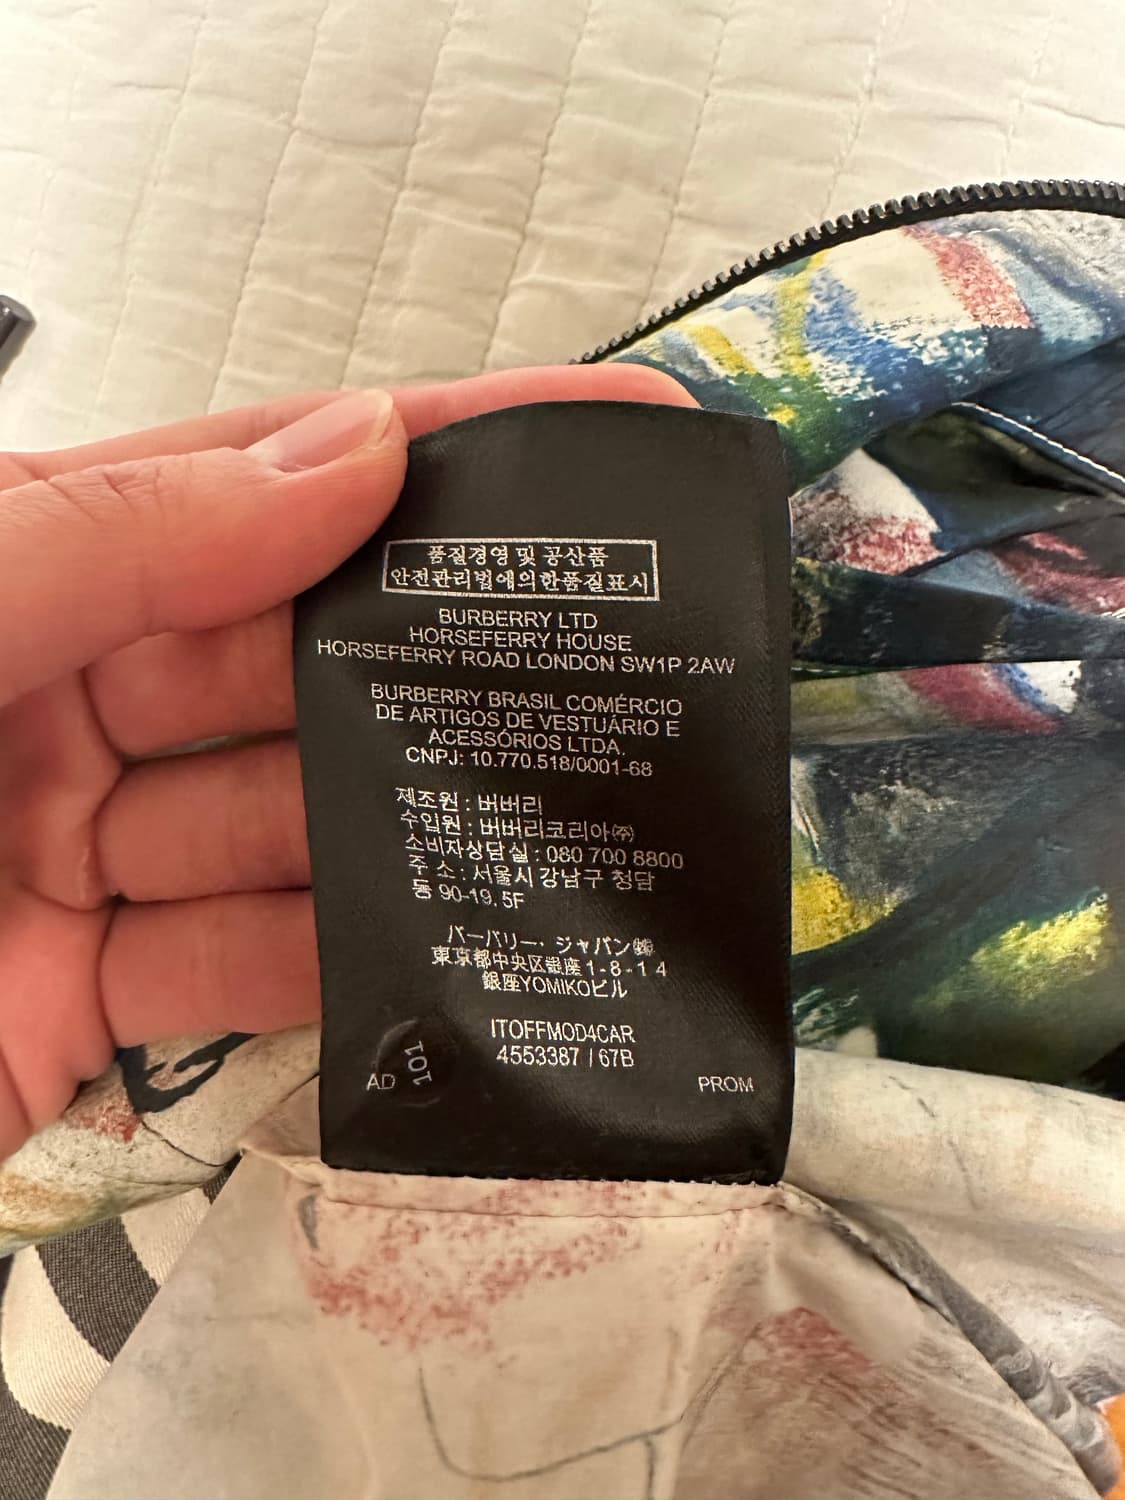 품질경영 및 공산품
안전관리법에의한품질표시
BURBERRY LTD
HORSEFERRY HOUSE
HORSEFERRY ROAD LONDON SW1P 2AW
BURBERRY BRASIL COMÉRCIO
DE ARTIGOS DE VESTUÁRIO E
ACESSÓRIOS LTDA.
CNPJ: 10.770.518/0001-68
제조원 : 버버리
수입원 : 버버리코리아㈜
소비자상담실 : 080 700 8800
주 소 : 서울시 강남구 청담
동 90-19. 5F
バーバリー・ジャパン㈱
東京都中央区銀座1-8-14
銀座YOMIKOビル
ITOFFMOD4CAR
4553387 | 67B
AD
101
PROM